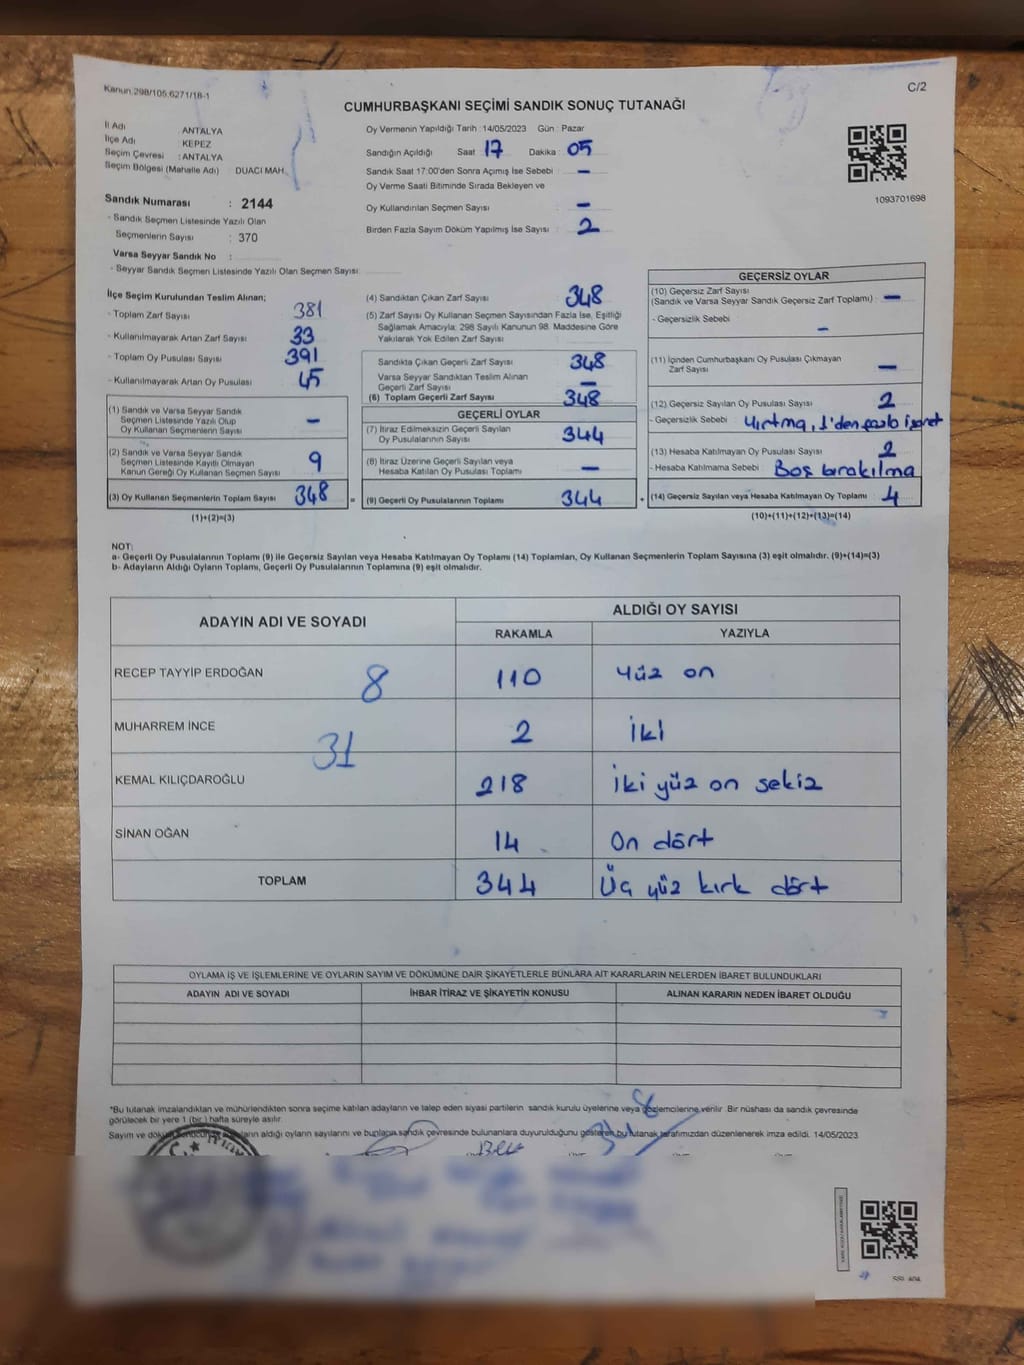 Kanun.298/105,6271/18-1
C/2
CUMHURBAŞKANI SEÇİMİ SANDIK SONUÇ TUTANAĞI
İl Adı ANTALYA
İlçe Adı KEPEZ
Seçim Çevresi : ANTALYA
Seçim Bölgesi (Mahalle Adı) DUACI MAH.
Sandık Numarası : 2144
- Sandık Seçmen Listesinde Yazılı Olan
Seçmenlerin Sayısı : 370
Varsa Seyyar Sandık No :
- Seyyar Sandık Seçmen Listesinde Yazılı Olan Seçmen Sayısı:
Oy Vermenin Yapıldığı Tarih : 14/05/2023 Gün : Pazar
Sandığın Açıldığı Saat 17 Dakika 05
Sandık Saat 17:00'den Sonra Açımış İse Sebebi –
Oy Verme Saati Bitiminde Sırada Bekleyen ve
Oy Kullandırılan Seçmen Sayısı –
Birden Fazla Sayım Döküm Yapılmış İse Sayısı 2
1093701698
İlçe Seçim Kurulundan Teslim Alınan;
- Toplam Zarf Sayısı 381
- Kullanılmayarak Artan Zarf Sayısı 33
- Toplam Oy Pusulası Sayısı 391
- Kullanılmayarak Artan Oy Pusulası 45
(1) Sandık ve Varsa Seyyar Sandık
Seçmen Listesinde Yazılı Olup
Oy Kullanan Seçmenlerin Sayısı –
(2) Sandık ve Varsa Seyyar Sandık
Seçmen Listesinde Kayıtlı Olmayan
Kanun Gereği Oy Kullanan Seçmen Sayısı 9
(3) Oy Kullanan Seçmenlerin Toplam Sayısı 348 =
(1)+(2)=(3)
(4) Sandıktan Çıkan Zarf Sayısı 348
(5) Zarf Sayısı Oy Kullanan Seçmen Sayısından Fazla İse, Eşitliği
Sağlamak Amacıyla; 298 Sayılı Kanunun 98. Maddesine Göre
Yakılarak Yok Edilen Zarf Sayısı
Sandıkta Çıkan Geçerli Zarf Sayısı 348
Varsa Seyyar Sandıktan Teslim Alınan
Geçerli Zarf Sayısı –
(6) Toplam Geçerli Zarf Sayısı 348
GEÇERLİ OYLAR
(7) İtiraz Edilmeksizin Geçerli Sayılan
Oy Pusulalarının Sayısı 344
(8) İtiraz Üzerine Geçerli Sayılan veya
Hesaba Katılan Oy Pusulası Toplamı –
(9) Geçerli Oy Pusulalarının Toplamı 344 +
GEÇERSİZ OYLAR
(10) Geçersiz Zarf Sayısı
(Sandık ve Varsa Seyyar Sandık Geçersiz Zarf Toplamı) : –
- Geçersizlik Sebebi –
(11) İçinden Cumhurbaşkanı Oy Pusulası Çıkmayan
Zarf Sayısı –
(12) Geçersiz Sayılan Oy Pusulası Sayısı 2
- Geçersizlik Sebebi : Yırtma, 1'den fazla işaret
(13) Hesaba Katılmayan Oy Pusulası Sayısı 2
- Hesaba Katılmama Sebebi : Boş bırakılma
(14) Geçersiz Sayılan veya Hesaba Katılmayan Oy Toplamı 4
(10)+(11)+(12)+(13)=(14)
NOT:
a- Geçerli Oy Pusulalarının Toplamı (9) ile Geçersiz Sayılan veya Hesaba Katılmayan Oy Toplamı (14) Toplamları, Oy Kullanan Seçmenlerin Toplam Sayısına (3) eşit olmalıdır. (9)+(14)=(3)
b- Adayların Aldığı Oyların Toplamı, Geçerli Oy Pusulalarının Toplamına (9) eşit olmalıdır.
ADAYIN ADI VE SOYADI ALDIĞI OY SAYISI
RAKAMLA YAZIYLA
RECEP TAYYİP ERDOĞAN 8 110 Yüz on
MUHARREM İNCE 2 İki
31
KEMAL KILIÇDAROĞLU 218 İki yüz on sekiz
SİNAN OĞAN 14 On dört
TOPLAM 344 Üç yüz kırk dört
OYLAMA İŞ VE İŞLEMLERİNE VE OYLARIN SAYIM VE DÖKÜMÜNE DAİR ŞİKAYETLERLE BUNLARA AİT KARARLARIN NELERDEN İBARET BULUNDUKLARI
ADAYIN ADI VE SOYADI İHBAR İTİRAZ VE ŞİKAYETİN KONUSU ALINAN KARARIN NEDEN İBARET OLDUĞU
*Bu tutanak imzalandıktan ve mühürlendikten sonra seçime katılan adayların ve talep eden siyasi partilerin sandık kurulu üyelerine veya gözlemcilerine verilir. Bir nüshası da sandık çevresinde
görülecek bir yere 1 (bir ) hafta süreyle asılır.
8
Sayım ve döküm sonucunda adayların aldığı oyların sayılarını ve bunların sandık çevresinde bulunanlara duyurulduğunu gösteren bu tutanak tarafımızdan düzenlenerek imza edildi. 14/05/2023
31